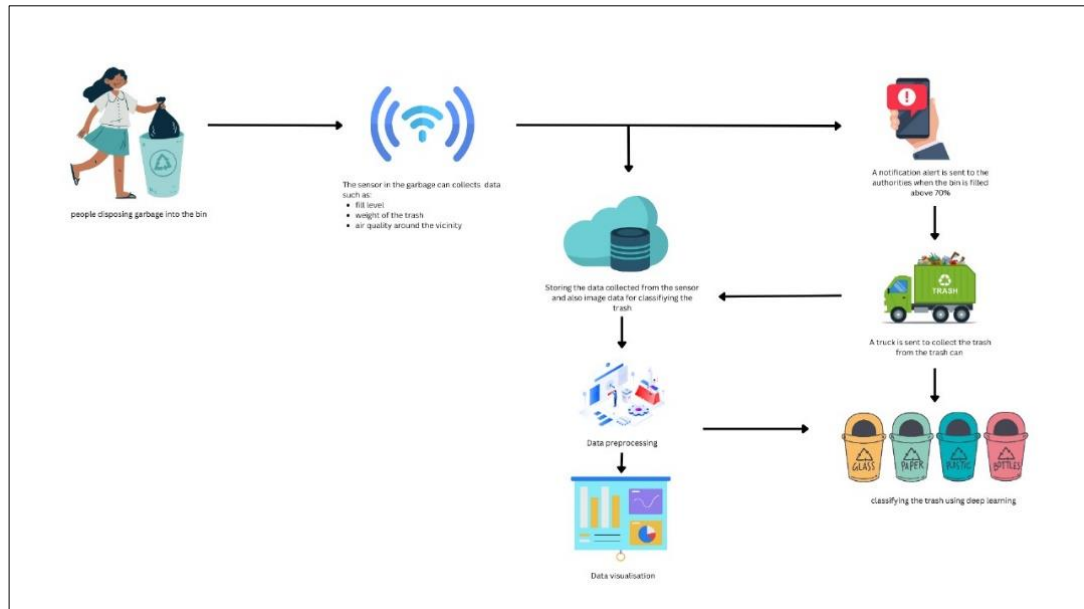 people disposing garbage into the bin
The sensor in the garbage can collects data
such as:
• fill level
• weight of the trash
• air quality around the vicinity
A notification alert is sent to the
authorities when the bin is filled
above 70%
Storing the data collected from the sensor
and also image data for classifiying the
trash
TRASH
A truck is sent to collect the trash
from the trash can
Data preprocessing
GLASS
PAPER
PLSTIC
BOTTLES
classifying the trash using deep learning
Data visualisation